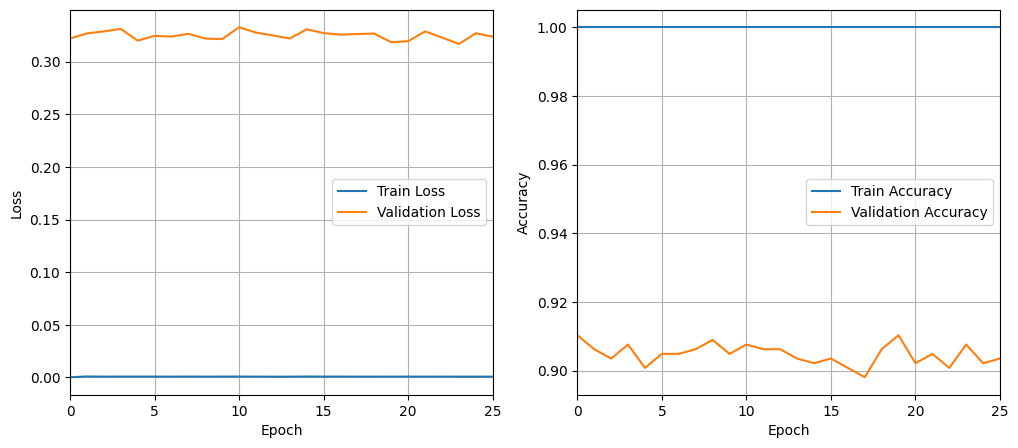 0.30
0.25
0.20
0.15
0.10
0.05
0.00
Loss
Train Loss
Validation Loss
0 5 10 15 20 25
Epoch
1.00
0.98
0.96
0.94
0.92
0.90
Accuracy
Train Accuracy
Validation Accuracy
0 5 10 15 20 25
Epoch